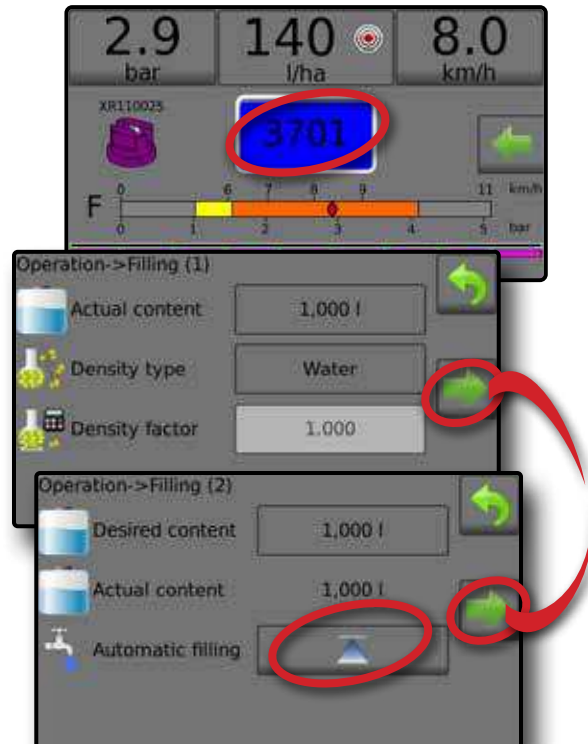 2.9 140 8.0
bar l/ha km/h
XR110025
3701
0 6 7 8 9 11 km/h
F
0 1 2 3 4 5 bar
Operation->Filling (1)
Actual content 1,000 l
Density type Water
Density factor 1.000
Operation->Filling (2)
Desired content 1,000 l
Actual content 1,000 l
Automatic filling